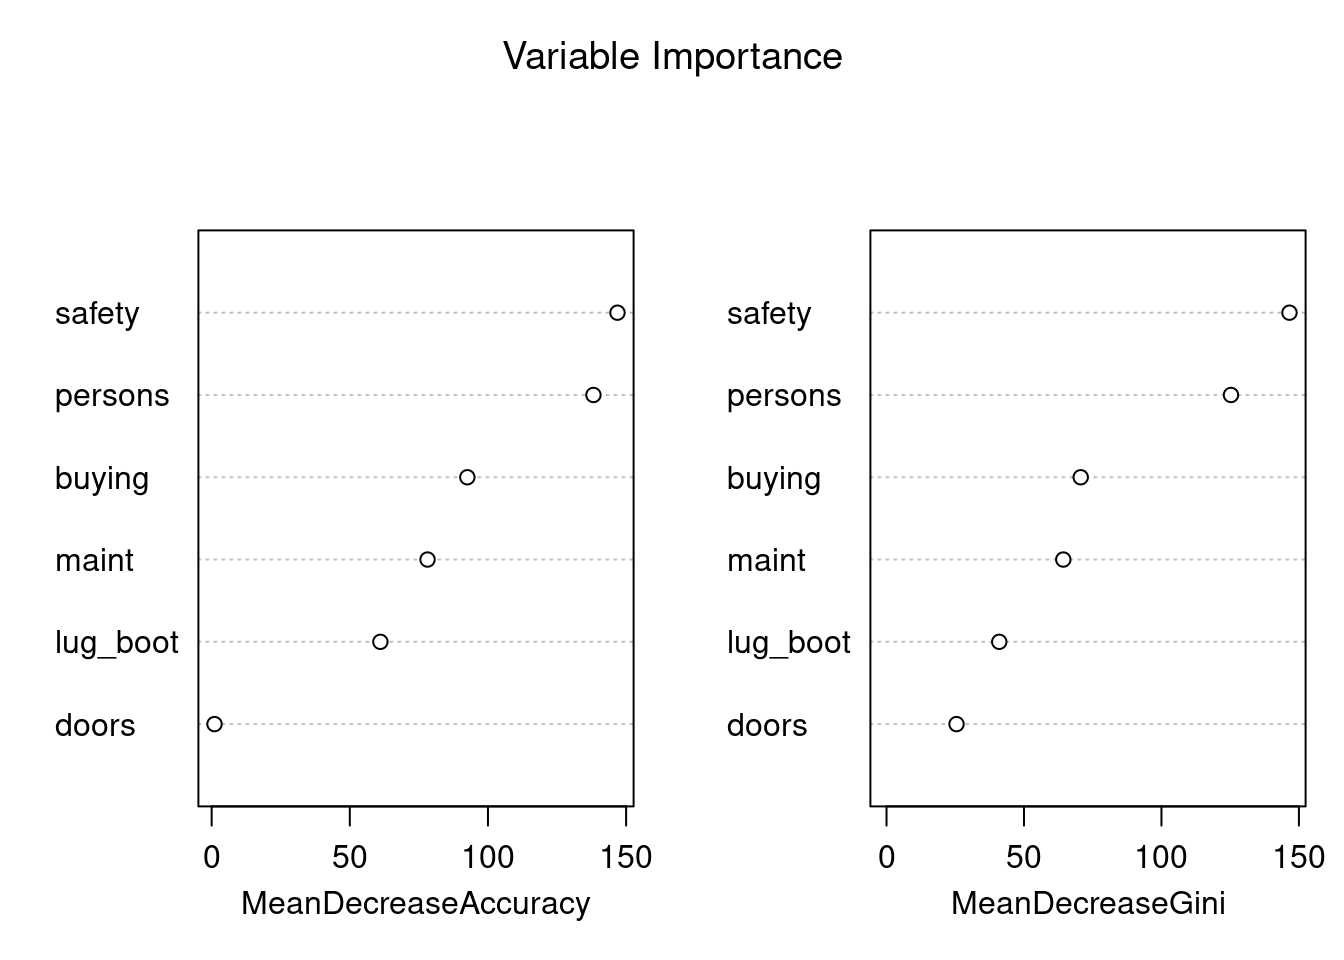 Variable Importance
safety
persons
buying
maint
lug_boot
doors
0 50 100 150
MeanDecreaseAccuracy
safety
persons
buying
maint
lug_boot
doors
0 50 100 150
MeanDecreaseGini